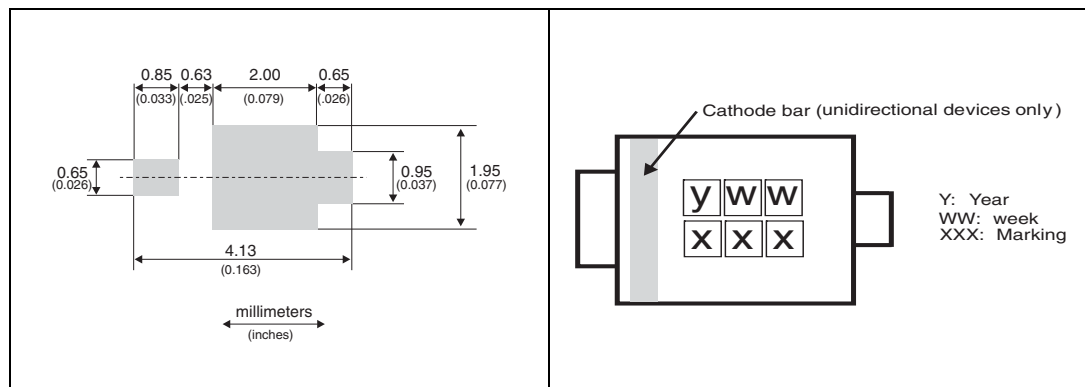 0.85 0.63 2.00 0.65
(0.033) (.025) (0.079) (.026)
0.65
(0.026)
0.95
(0.037)
1.95
(0.077)
4.13
(0.163)
millimeters
(inches)
Cathode bar (unidirectional devices only )
y w w
x x x
Y: Year
WW: week
XXX: Marking